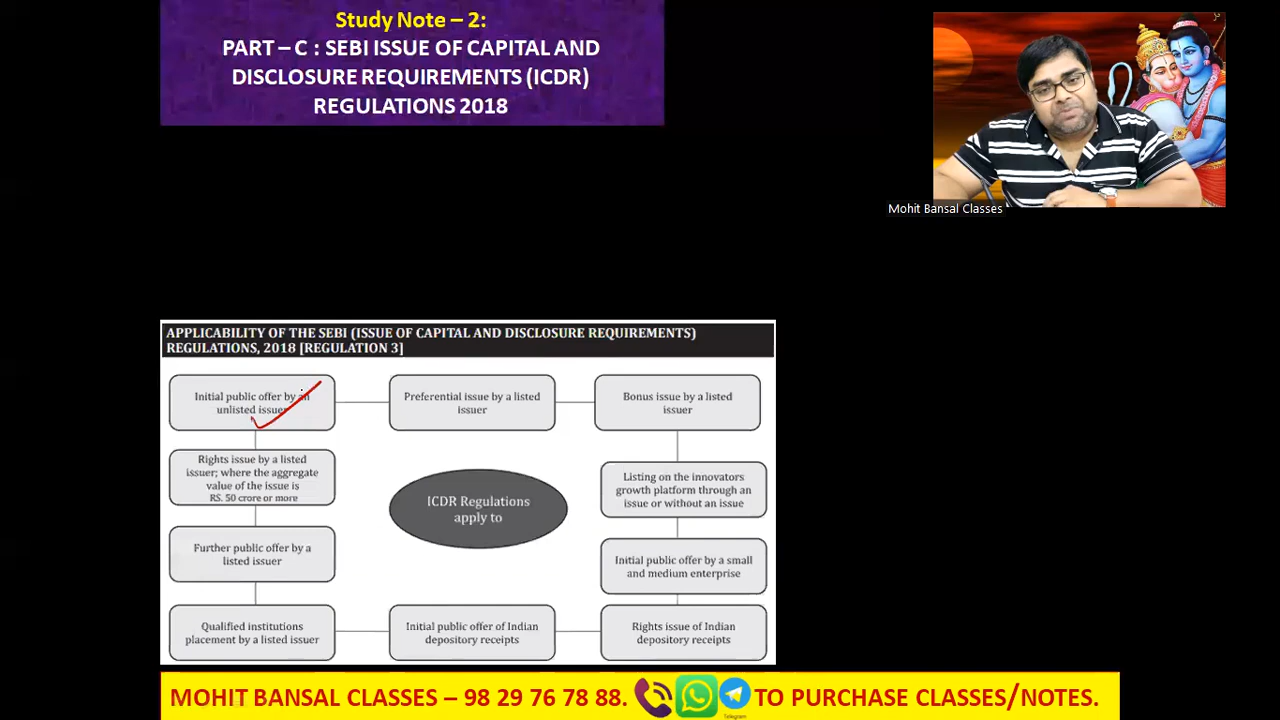 Study Note – 2:
PART – C : SEBI ISSUE OF CAPITAL AND
DISCLOSURE REQUIREMENTS (ICDR)
REGULATIONS 2018
Mohit Bansal Classes
APPLICABILITY OF THE SEBI (ISSUE OF CAPITAL AND DISCLOSURE REQUIREMENTS)
REGULATIONS, 2018 [REGULATION 3]
Initial public offer by an
unlisted issuer
Preferential issue by a listed
issuer
Bonus issue by a listed
issuer
Rights issue by a listed
issuer; where the aggregate
value of the issue is
RS. 50 crore or more
ICDR Regulations
apply to
Listing on the innovators
growth platform through an
issue or without an issue
Further public offer by a
listed issuer
Initial public offer by a small
and medium enterprise
Qualified institutions
placement by a listed issuer
Initial public offer of Indian
depository receipts
Rights issue of Indian
depository receipts
MOHIT BANSAL CLASSES – 98 29 76 78 88. TO PURCHASE CLASSES/NOTES.
Telegram